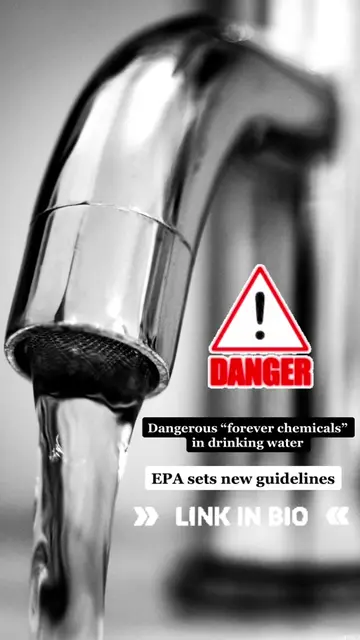 !
DANGER
Dangerous “forever chemicals”
in drinking water
EPA sets new guidelines
» LINK IN BIO «